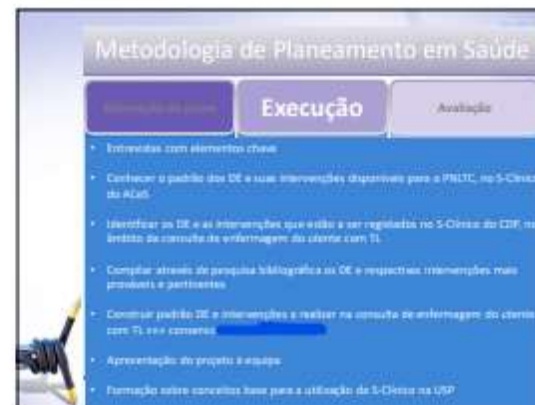 Metodologia de Planeamento em Saúde
Execução
Avaliação
• Entrevistas com elementos chave
• Conhecer o padrão dos DE e suas intervenções disponíveis para o PNLTC, no S-Clínico
do ACeS
• Identificar os DE e as intervenções que estão a ser registados no S-Clínico do CDP, no
âmbito da consulta de enfermagem do utente com TL
• Compilar através de pesquisa bibliográfica os DE e respectivas intervenções mais
prováveis e pertinentes
• Construir padrão DE e intervenções a realizar na consulta de enfermagem do utente
com TL »»» consenso
• Apresentação do projeto à equipa
• Formação sobre conceitos base para a utilização do S-Clínico na USP